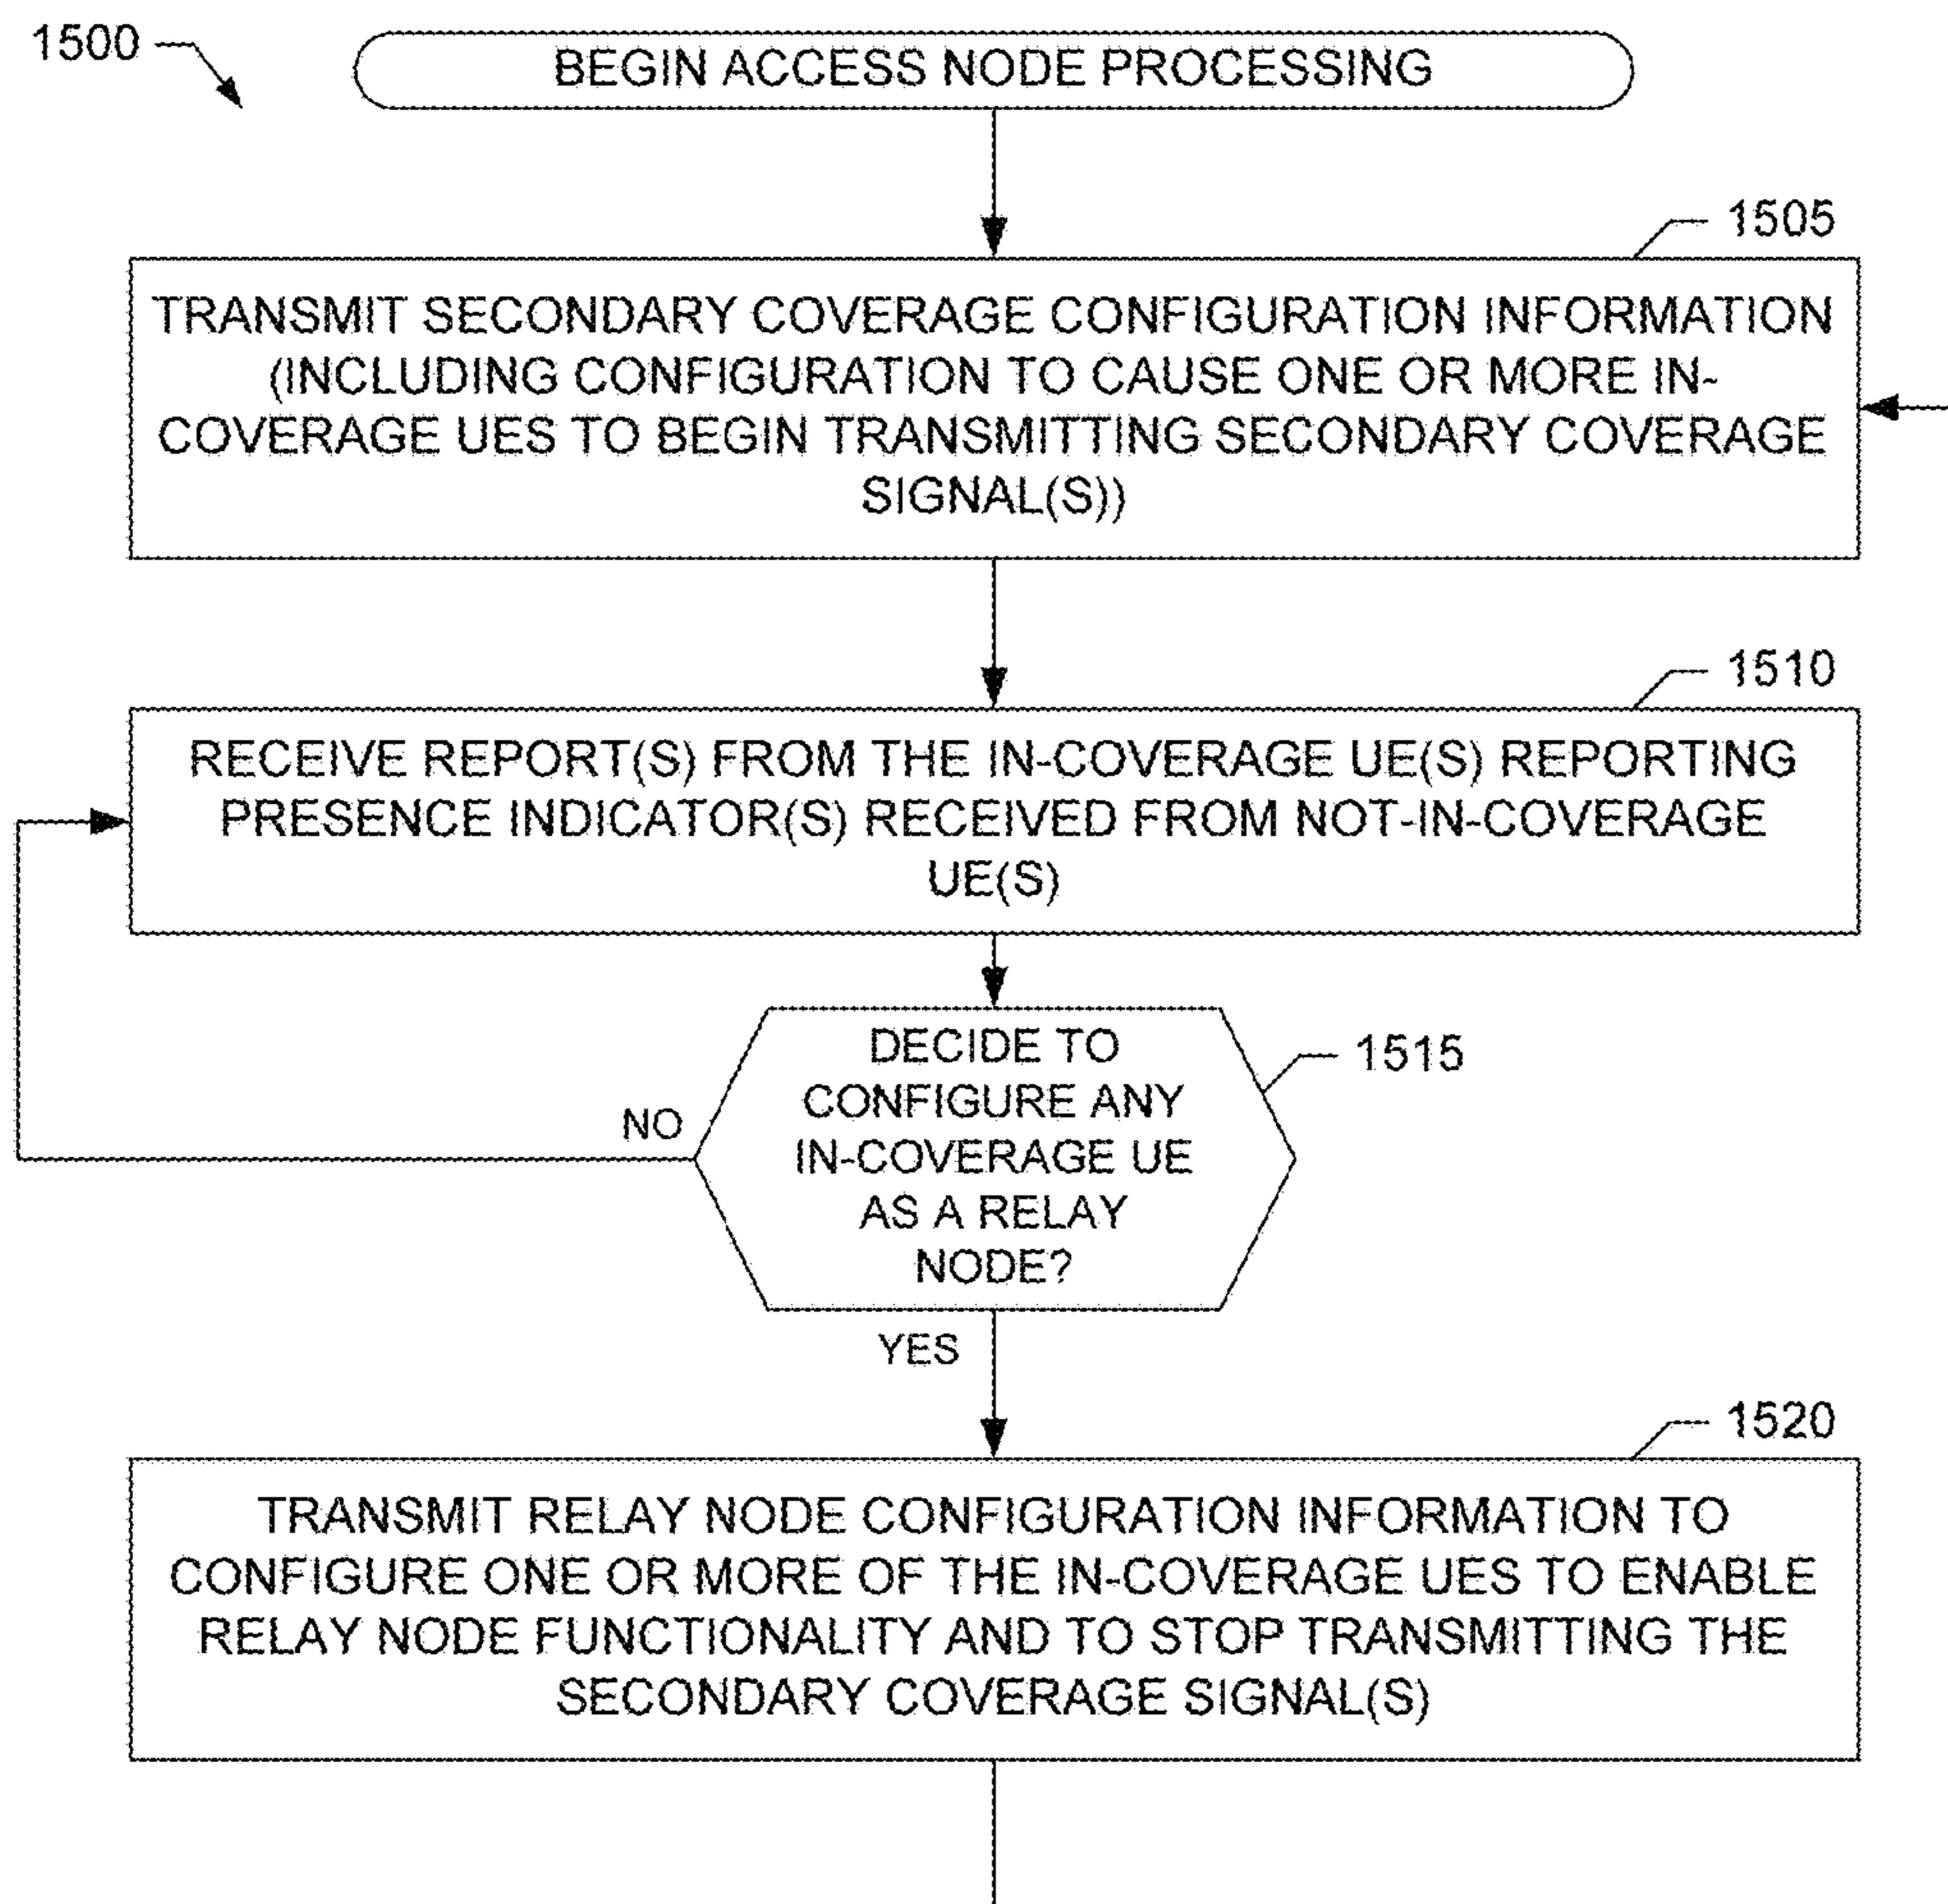 1500
BEGIN ACCESS NODE PROCESSING
1505
TRANSMIT SECONDARY COVERAGE CONFIGURATION INFORMATION
(INCLUDING CONFIGURATION TO CAUSE ONE OR MORE IN-
COVERAGE UES TO BEGIN TRANSMITTING SECONDARY COVERAGE
SIGNAL(S))
1510
RECEIVE REPORT(S) FROM THE IN-COVERAGE UE(S) REPORTING
PRESENCE INDICATOR(S) RECEIVED FROM NOT-IN-COVERAGE
UE(S)
DECIDE TO
CONFIGURE ANY
IN-COVERAGE UE
AS A RELAY
NODE?
1515
NO
YES
1520
TRANSMIT RELAY NODE CONFIGURATION INFORMATION TO
CONFIGURE ONE OR MORE OF THE IN-COVERAGE UES TO ENABLE
RELAY NODE FUNCTIONALITY AND TO STOP TRANSMITTING THE
SECONDARY COVERAGE SIGNAL(S)